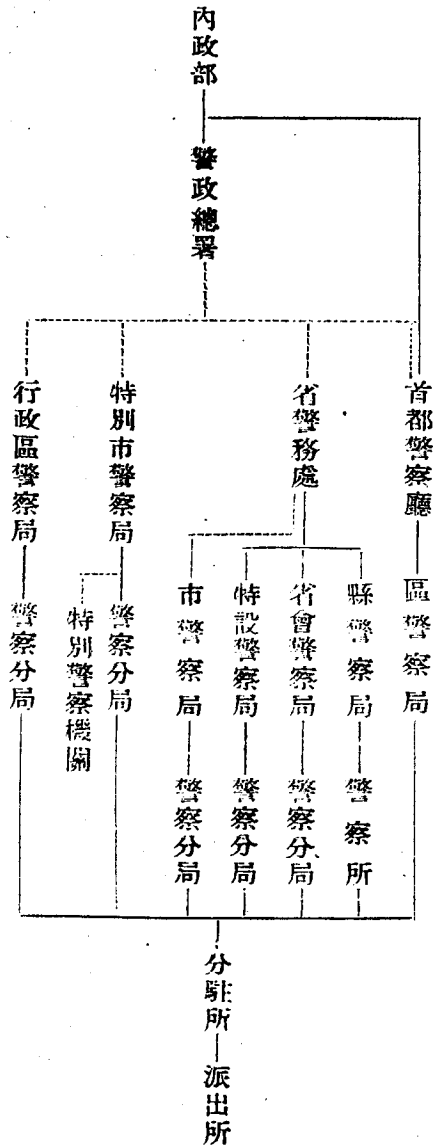 內政部
警政總署
首都警察廳
區警察局
省警務處
縣警察局
警察所
省會警察局
警察分局
特設警察局
警察分局
市警察局
警察分局
特別市警察局
警察分局
特別警察機關
行政區警察局
警察分局
分駐所
派出所